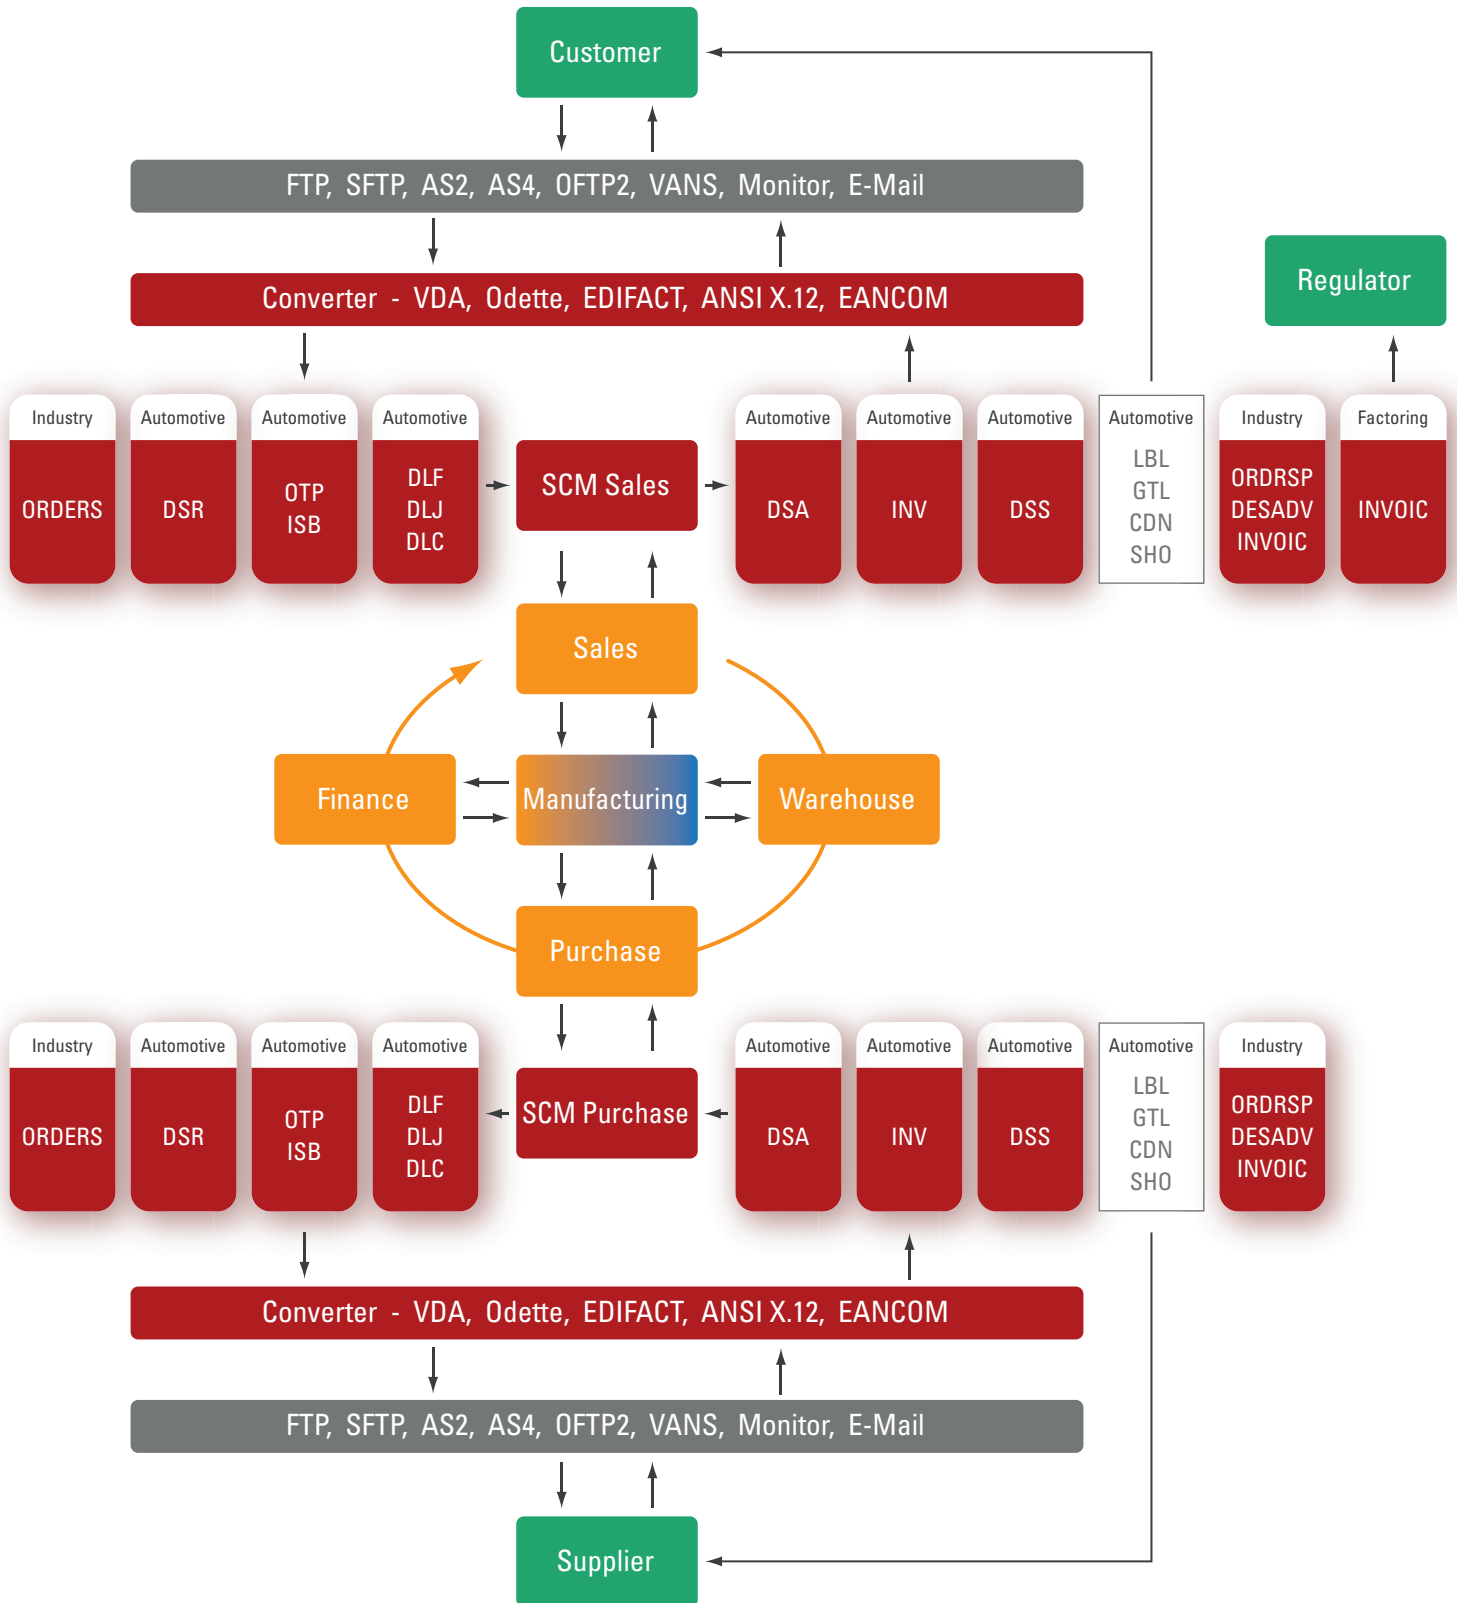 Customer
FTP, SFTP, AS2, AS4, OFTP2, VANS, Monitor, E-Mail
Converter - VDA, Odette, EDIFACT, ANSI X.12, EANCOM
Regulator
Industry
ORDERS
Automotive
DSR
Automotive
OTP
ISB
Automotive
DLF
DLJ
DLC
SCM Sales
Automotive
DSA
Automotive
INV
Automotive
DSS
Automotive
LBL
GTL
CDN
SHO
Industry
ORDRSP
DESADV
INVOIC
Factoring
INVOIC
Sales
Finance
Manufacturing
Warehouse
Purchase
Industry
ORDERS
Automotive
DSR
Automotive
OTP
ISB
Automotive
DLF
DLJ
DLC
SCM Purchase
Automotive
DSA
Automotive
INV
Automotive
DSS
Automotive
LBL
GTL
CDN
SHO
Industry
ORDRSP
DESADV
INVOIC
Converter - VDA, Odette, EDIFACT, ANSI X.12, EANCOM
FTP, SFTP, AS2, AS4, OFTP2, VANS, Monitor, E-Mail
Supplier